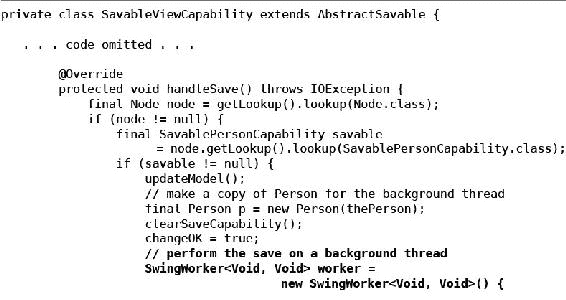 private class SavableViewCapability extends AbstractSavable {
. . . code omitted . . .
@Override
protected void handleSave() throws IOException {
final Node node = getLookup().lookup(Node.class);
if (node != null) {
final SavablePersonCapability savable
= node.getLookup().lookup(SavablePersonCapability.class);
if (savable != null) {
updateModel();
// make a copy of Person for the background thread
final Person p = new Person(thePerson);
clearSaveCapability();
changeOK = true;
// perform the save on a background thread
SwingWorker<Void, Void> worker =
new SwingWorker<Void, Void>() {